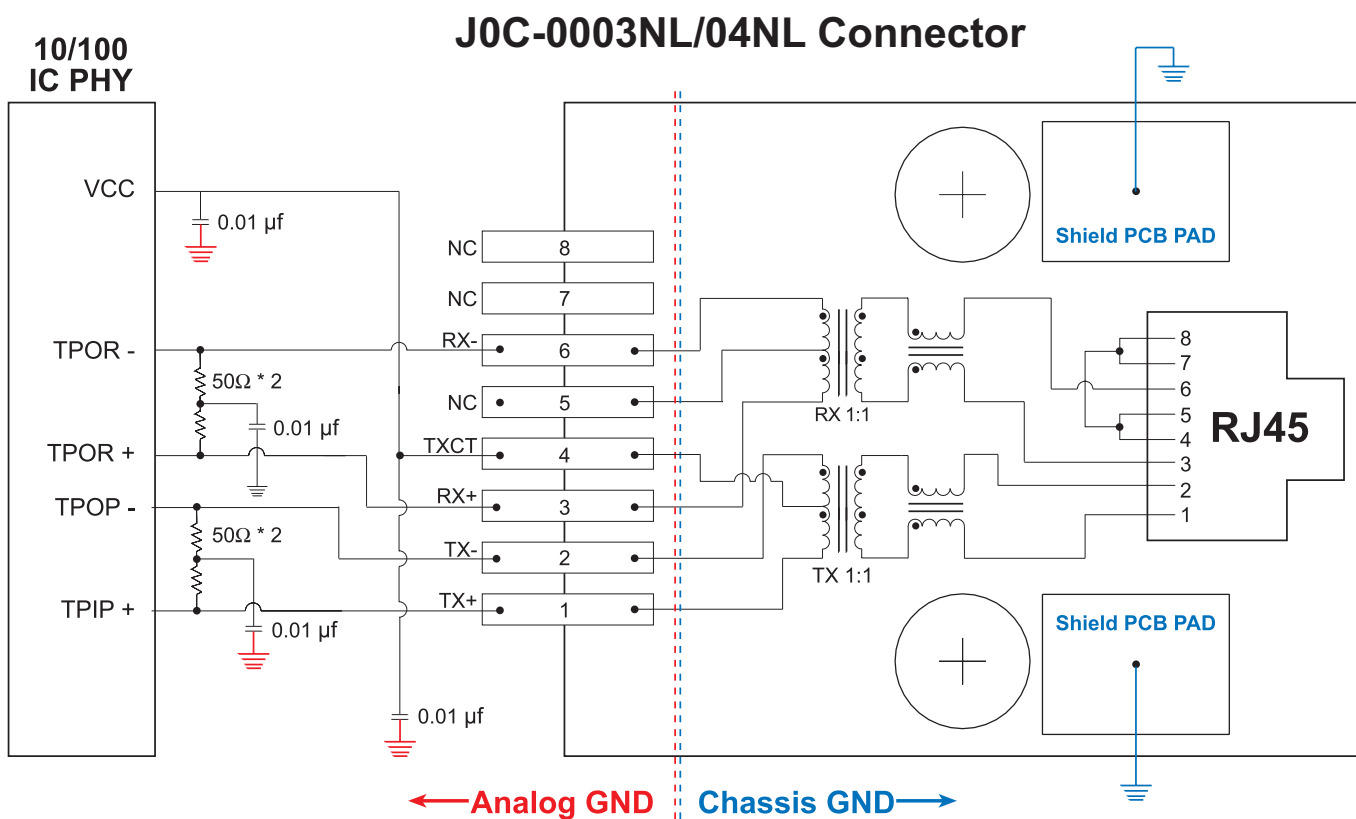 J0C-0003NL/04NL Connector
10/100
IC PHY
VCC
0.01 µf
TPOR -
50Ω * 2
0.01 µf
TPOR +
TPOP -
50Ω * 2
TPIP +
0.01 µf
0.01 µf
NC 8
NC 7
RX- 6
NC 5
TXCT 4
RX+ 3
TX- 2
TX+ 1
Shield PCB PAD
RX 1:1
TX 1:1
8
7
6
5
4
3
2
1
RJ45
Shield PCB PAD
Analog GND
Chassis GND